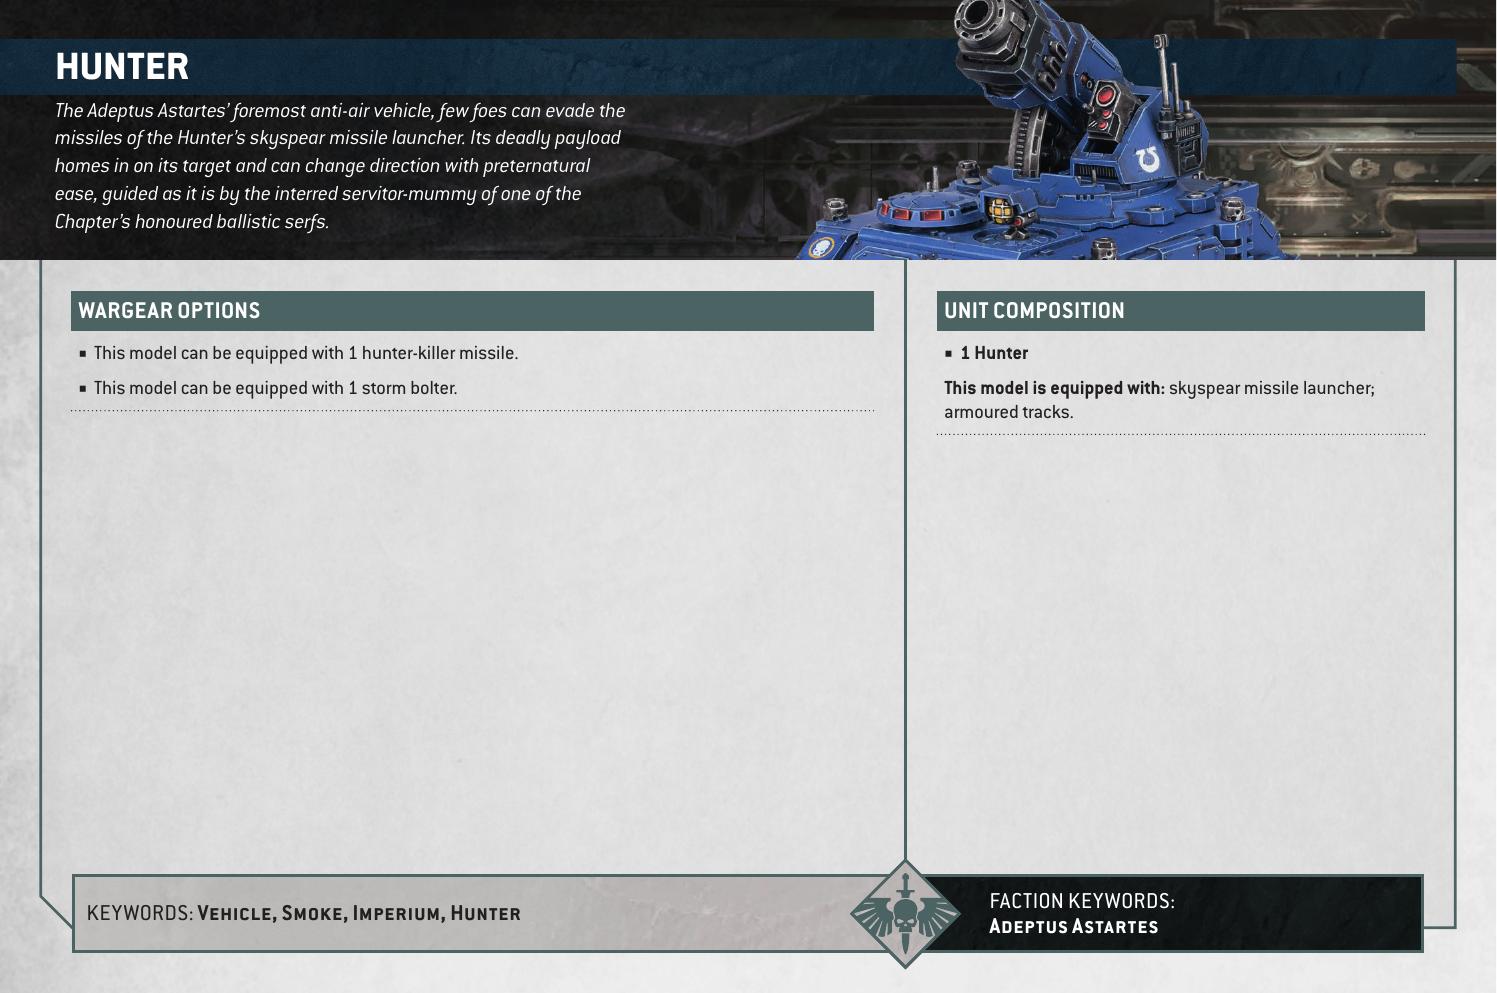 HUNTER
The Adeptus Astartes’ foremost anti-air vehicle, few foes can evade the
missiles of the Hunter’s skyspear missile launcher. Its deadly payload
homes in on its target and can change direction with preternatural
ease, guided as it is by the interred servitor-mummy of one of the
Chapter’s honoured ballistic serfs.
WARGEAR OPTIONS
▪ This model can be equipped with 1 hunter-killer missile.
▪ This model can be equipped with 1 storm bolter.
UNIT COMPOSITION
▪ 1 Hunter
This model is equipped with: skyspear missile launcher;
armoured tracks.
KEYWORDS: Vehicle, Smoke, Imperium, Hunter
FACTION KEYWORDS:
Adeptus Astartes